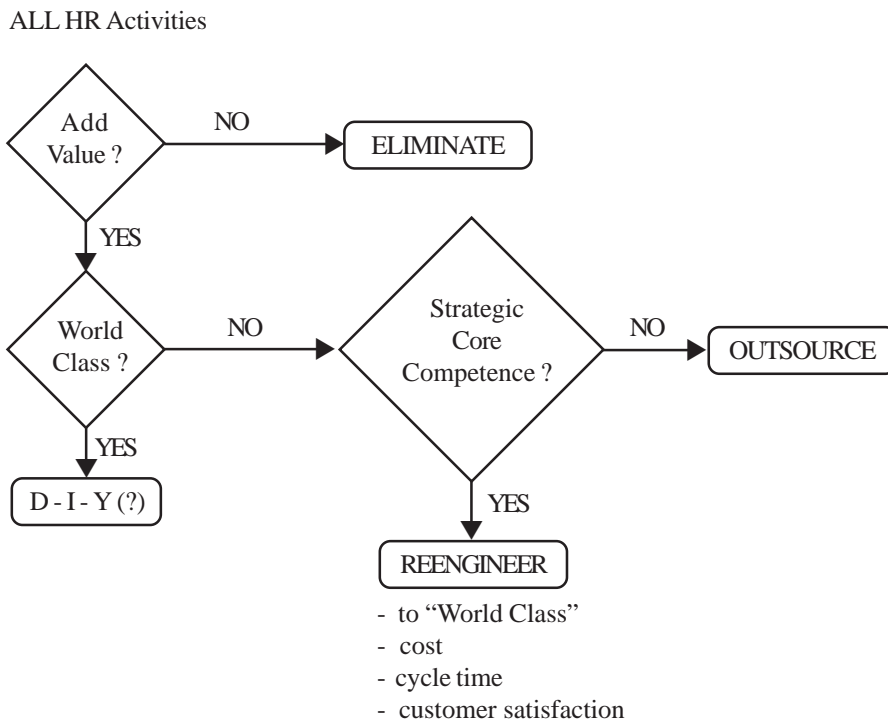 ALL HR Activities
Add
Value ?
NO
ELIMINATE
YES
World
Class ?
NO
Strategic
Core
Competence ?
NO
OUTSOURCE
YES
D - I - Y (?)
YES
REENGINEER
- to “World Class”
- cost
- cycle time
- customer satisfaction